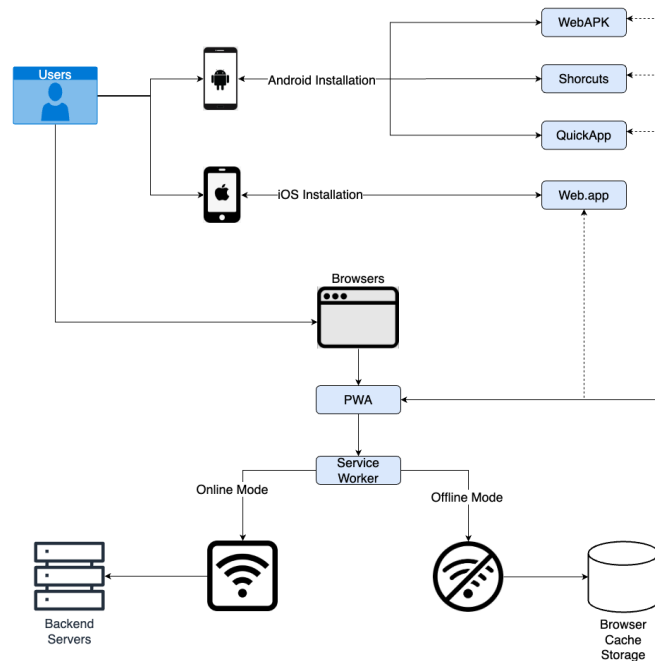 WebAPK
Users
Android Installation
Shorcuts
QuickApp
iOS Installation
Web.app
Browsers
PWA
Service
Worker
Online Mode
Offline Mode
Backend
Servers
Browser
Cache
Storage